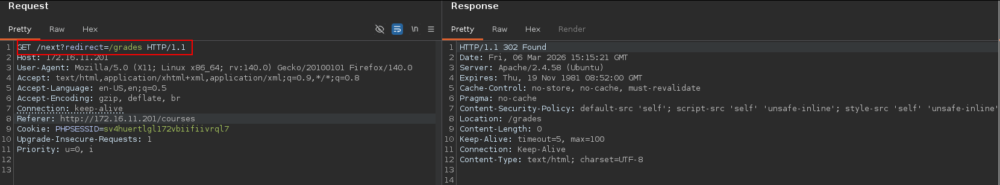 Request
Pretty Raw Hex \n
1 GET /next?redirect=/grades HTTP/1.1
2 Host: 172.16.11.201
3 User-Agent: Mozilla/5.0 (X11; Linux x86_64; rv:140.0) Gecko/20100101 Firefox/140.0
4 Accept: text/html,application/xhtml+xml,application/xml;q=0.9,*/*;q=0.8
5 Accept-Language: en-US,en;q=0.5
6 Accept-Encoding: gzip, deflate, br
7 Connection: keep-alive
8 Referer: http://172.16.11.201/courses
9 Cookie: PHPSESSID=sv4huertlgl172vbiifiivrql7
10 Upgrade-Insecure-Requests: 1
11 Priority: u=0, i
12
13
Response
Pretty Raw Hex Render
1 HTTP/1.1 302 Found
2 Date: Fri, 06 Mar 2026 15:15:21 GMT
3 Server: Apache/2.4.58 (Ubuntu)
4 Expires: Thu, 19 Nov 1981 08:52:00 GMT
5 Cache-Control: no-store, no-cache, must-revalidate
6 Pragma: no-cache
7 Content-Security-Policy: default-src 'self'; script-src 'self' 'unsafe-inline'; style-src 'self' 'unsafe-inline'
8 Location: /grades
9 Content-Length: 0
10 Keep-Alive: timeout=5, max=100
11 Connection: Keep-Alive
12 Content-Type: text/html; charset=UTF-8
13
14